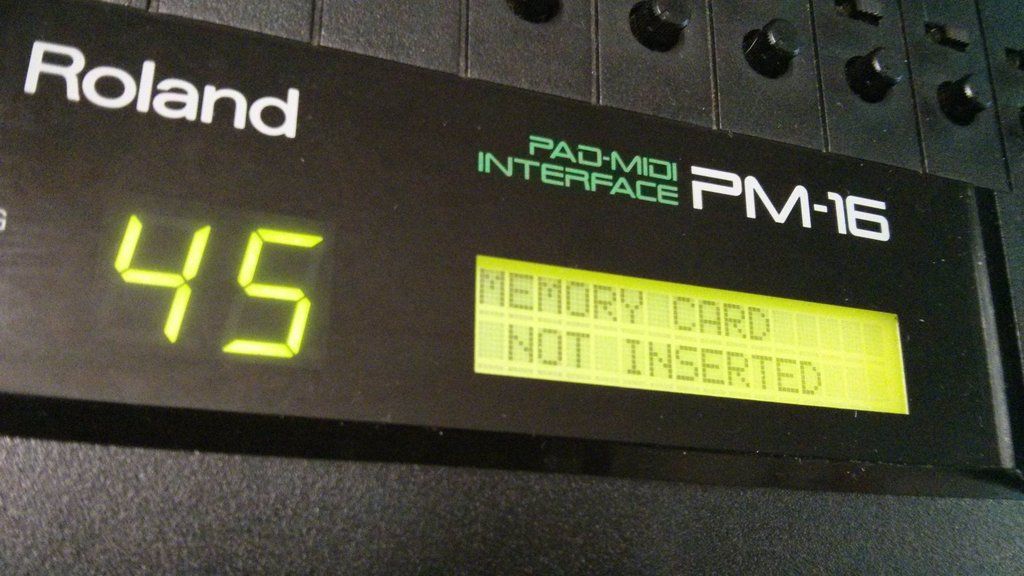 Roland
PAD-MIDI
INTERFACE
PM-16
45
MEMORY CARD
NOT INSERTED